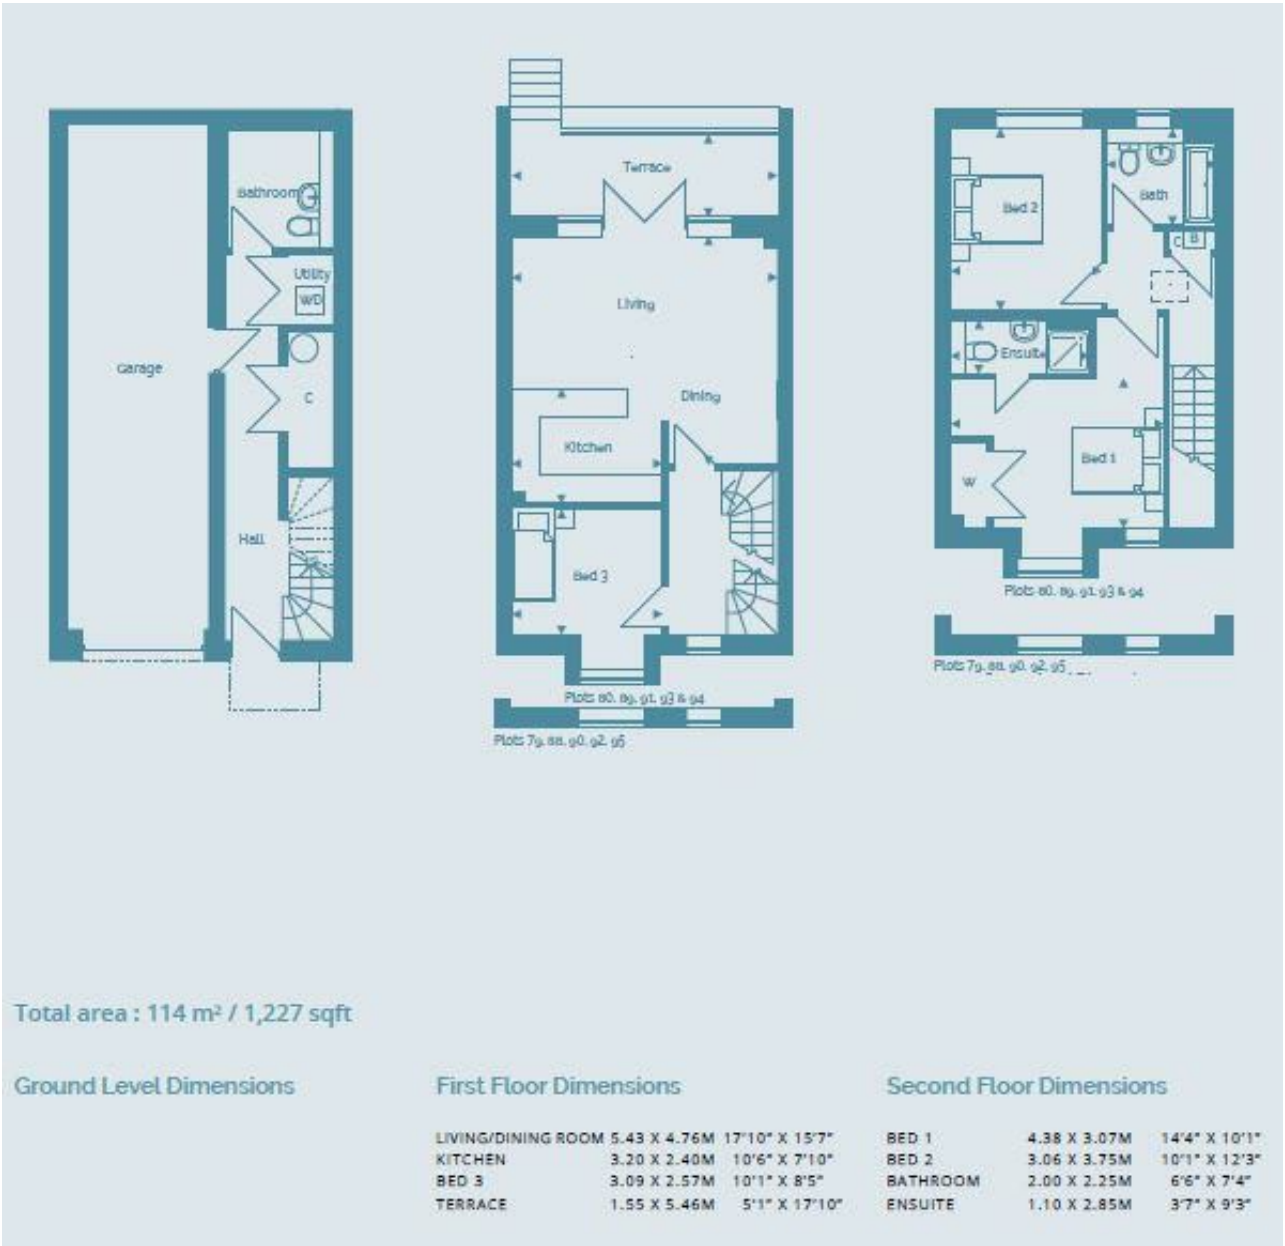 Bathroom
Utility
WD
Garage
C
Hall
Terrace
Living
Dining
Kitchen
Bed 3
Plots 80, 89, 91, 93 & 94
Plots 79, 88, 90, 92, 95
Bed 2
Bath
C B
Ensuite
Bed 1
W
Plots 80, 89, 91, 93 & 94
Plots 79, 88, 90, 92, 95
Total area : 114 m² / 1,227 sqft
Ground Level Dimensions
First Floor Dimensions
LIVING/DINING ROOM 5.43 X 4.76M 17'10" X 15'7"
KITCHEN 3.20 X 2.40M 10'6" X 7'10"
BED 3 3.09 X 2.57M 10'1" X 8'5"
TERRACE 1.55 X 5.46M 5'1" X 17'10"
Second Floor Dimensions
BED 1 4.38 X 3.07M 14'4" X 10'1"
BED 2 3.06 X 3.75M 10'1" X 12'3"
BATHROOM 2.00 X 2.25M 6'6" X 7'4"
ENSUITE 1.10 X 2.85M 3'7" X 9'3"